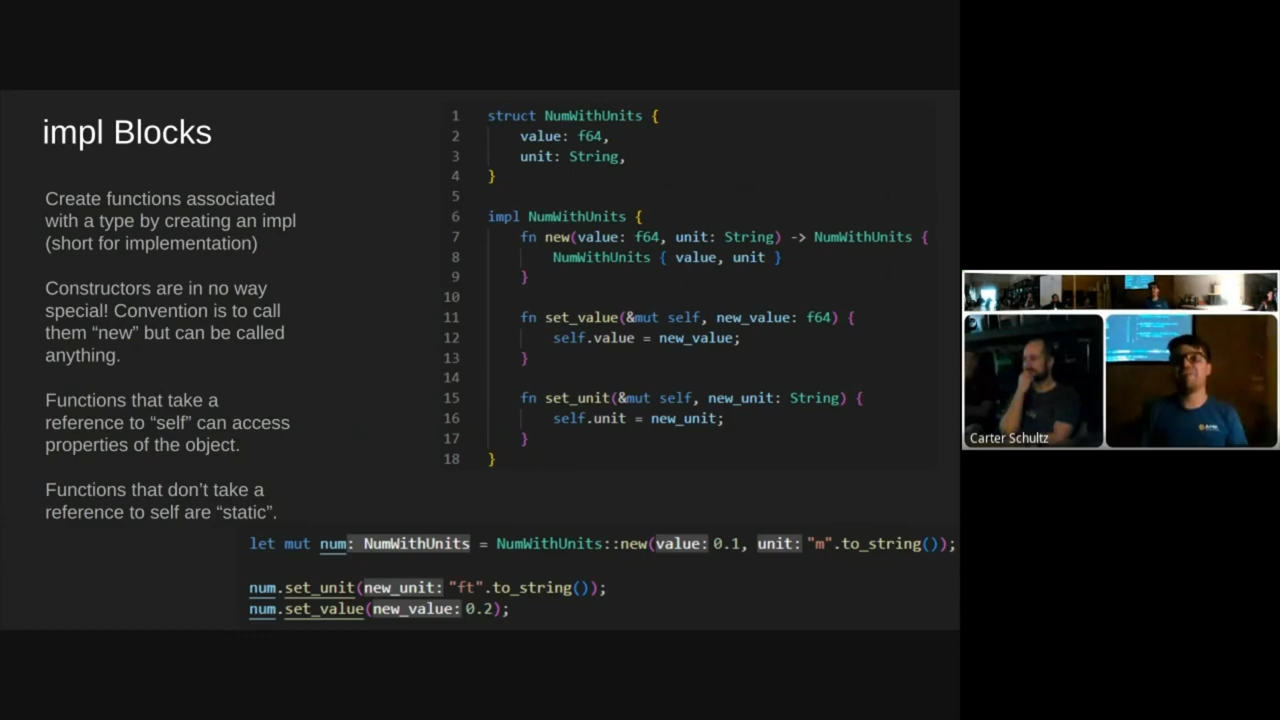 impl Blocks
Create functions associated
with a type by creating an impl
(short for implementation)
Constructors are in no way
special! Convention is to call
them “new” but can be called
anything.
Functions that take a
reference to “self” can access
properties of the object.
Functions that don’t take a
reference to self are “static”.
1 struct NumWithUnits {
2 value: f64,
3 unit: String,
4 }
5
6 impl NumWithUnits {
7 fn new(value: f64, unit: String) -> NumWithUnits {
8 NumWithUnits { value, unit }
9 }
10
11 fn set_value(&mut self, new_value: f64) {
12 self.value = new_value;
13 }
14
15 fn set_unit(&mut self, new_unit: String) {
16 self.unit = new_unit;
17 }
18 }
let mut num: NumWithUnits = NumWithUnits::new(value: 0.1, unit: "m".to_string());
num.set_unit(new_unit: "ft".to_string());
num.set_value(new_value: 0.2);
Carter Schultz